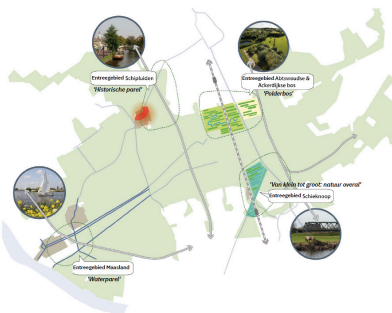 Entreegebied Schipluiden
'Historische parel'
Entreegebied Abtswoudse &
Ackerdijkse bos
'Polderbos'
'Van klein tot groot: natuur overal'
Entreegebied Schieknoop
Entreegebied Maasland
'Waterparel'